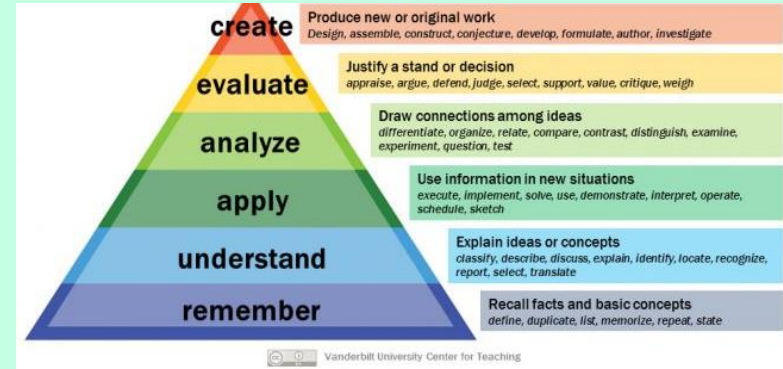 create
Produce new or original work
Design, assemble, construct, conjecture, develop, formulate, author, investigate
evaluate
Justify a stand or decision
appraise, argue, defend, judge, select, support, value, critique, weigh
analyze
Draw connections among ideas
differentiate, organize, relate, compare, contrast, distinguish, examine,
experiment, question, test
apply
Use information in new situations
execute, implement, solve, use, demonstrate, interpret, operate,
schedule, sketch
understand
Explain ideas or concepts
classify, describe, discuss, explain, identify, locate, recognize,
report, select, translate
remember
Recall facts and basic concepts
define, duplicate, list, memorize, repeat, state
cc Vanderbilt University Center for Teaching